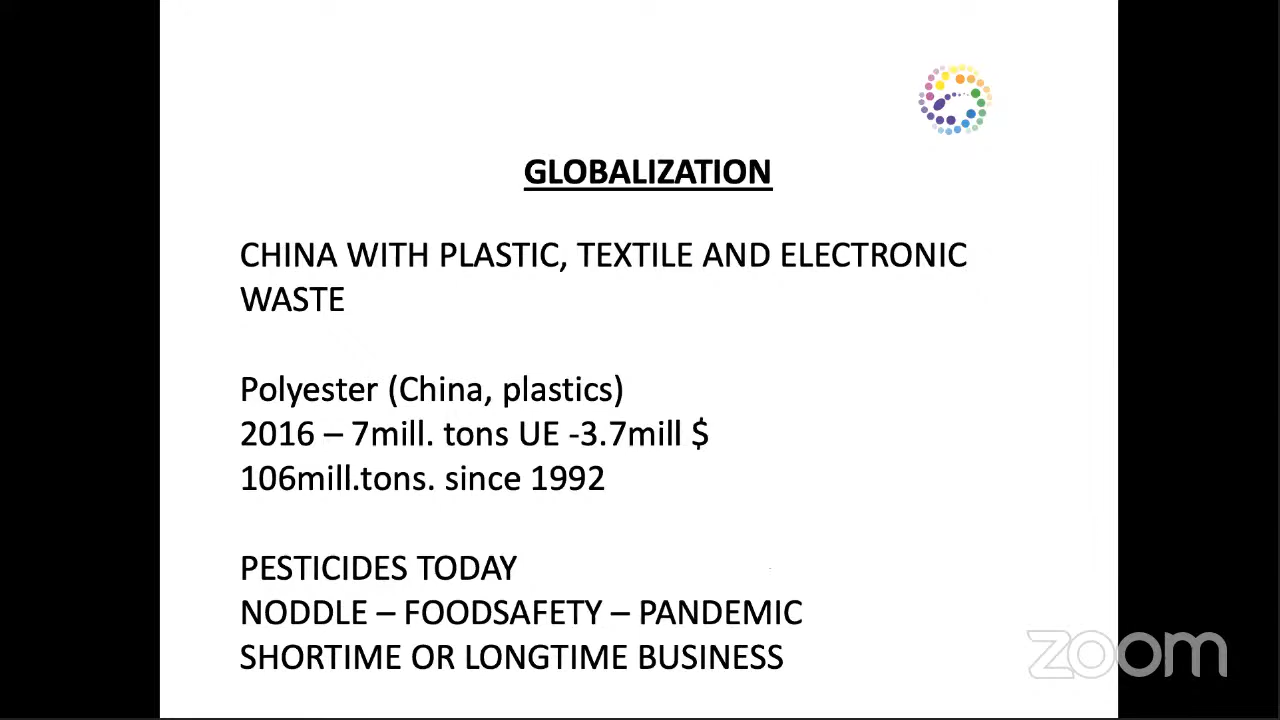 GLOBALIZATION
CHINA WITH PLASTIC, TEXTILE AND ELECTRONIC
WASTE
Polyester (China, plastics)
2016 – 7mill. tons UE -3.7mill $
106mill.tons. since 1992
PESTICIDES TODAY
NODDLE – FOODSAFETY – PANDEMIC
SHORTIME OR LONGTIME BUSINESS
zoom